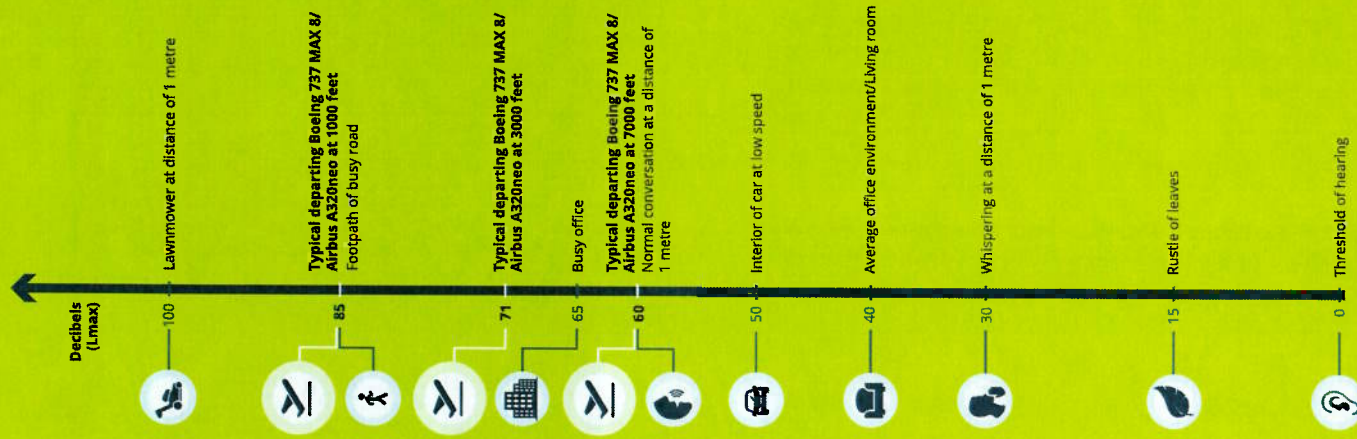 Decibels
(Lmax)
100
Lawnmower at distance of 1 metre
85
Typical departing Boeing 737 MAX 8/
Airbus A320neo at 1000 feet
Footpath of busy road
71
Typical departing Boeing 737 MAX 8/
Airbus A320neo at 3000 feet
65
Busy office
60
Typical departing Boeing 737 MAX 8/
Airbus A320neo at 7000 feet
Normal conversation at a distance of
1 metre
50
Interior of car at low speed
40
Average office environment/Living room
30
Whispering at a distance of 1 metre
15
Rustle of leaves
0
Threshold of hearing